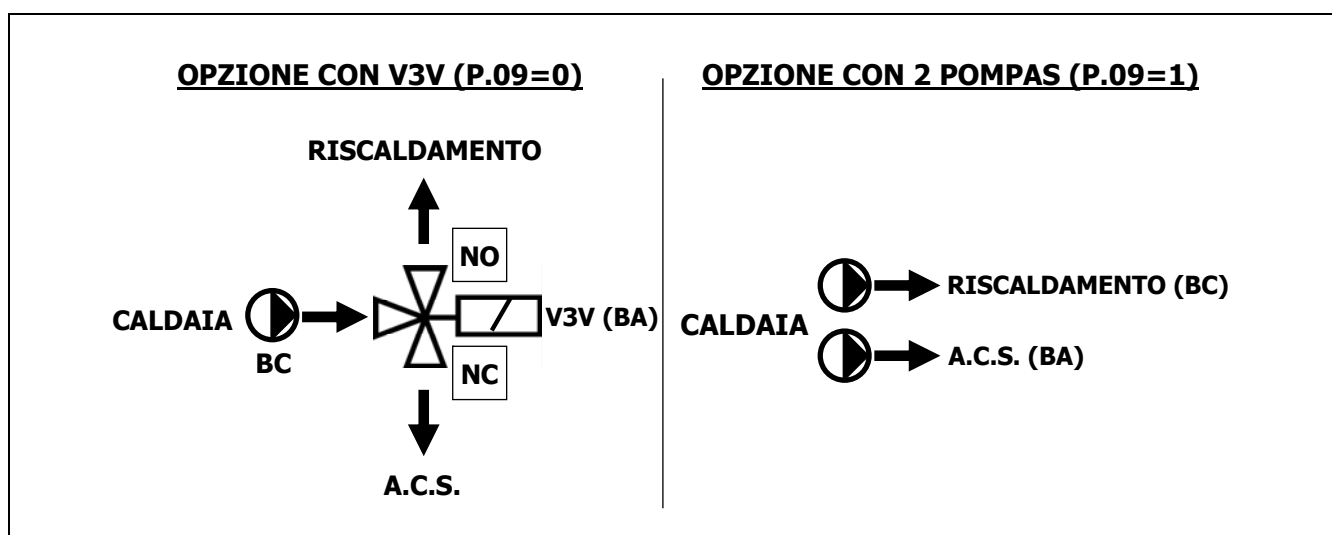 OPZIONE CON V3V (P.09=0)
RISCALDAMENTO
NO
CALDAIA
V3V (BA)
BC
NC
A.C.S.
OPZIONE CON 2 POMPAS (P.09=1)
RISCALDAMENTO (BC)
CALDAIA
A.C.S. (BA)